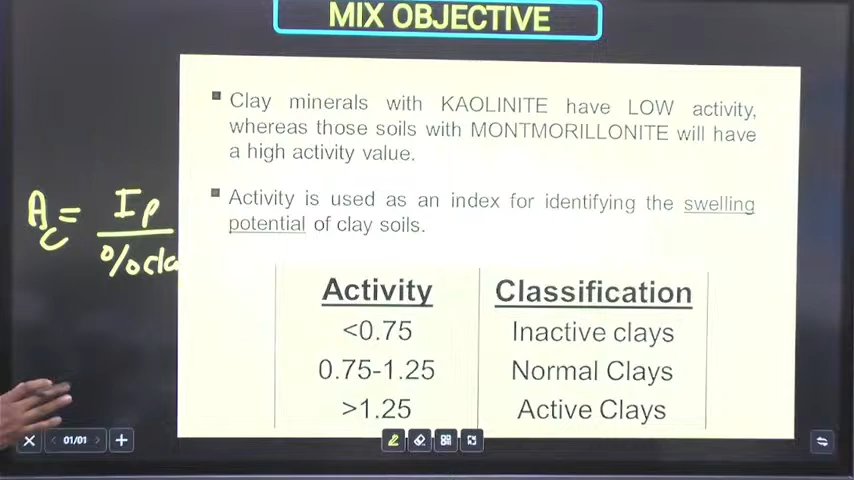 MIX OBJECTIVE
Clay minerals with KAOLINITE have LOW activity,
whereas those soils with MONTMORILLONITE will have
a high activity value.
Activity is used as an index for identifying the swelling
potential of clay soils.
Ac = Ip
%cla
Activity Classification
<0.75 Inactive clays
0.75-1.25 Normal Clays
>1.25 Active Clays
01/01